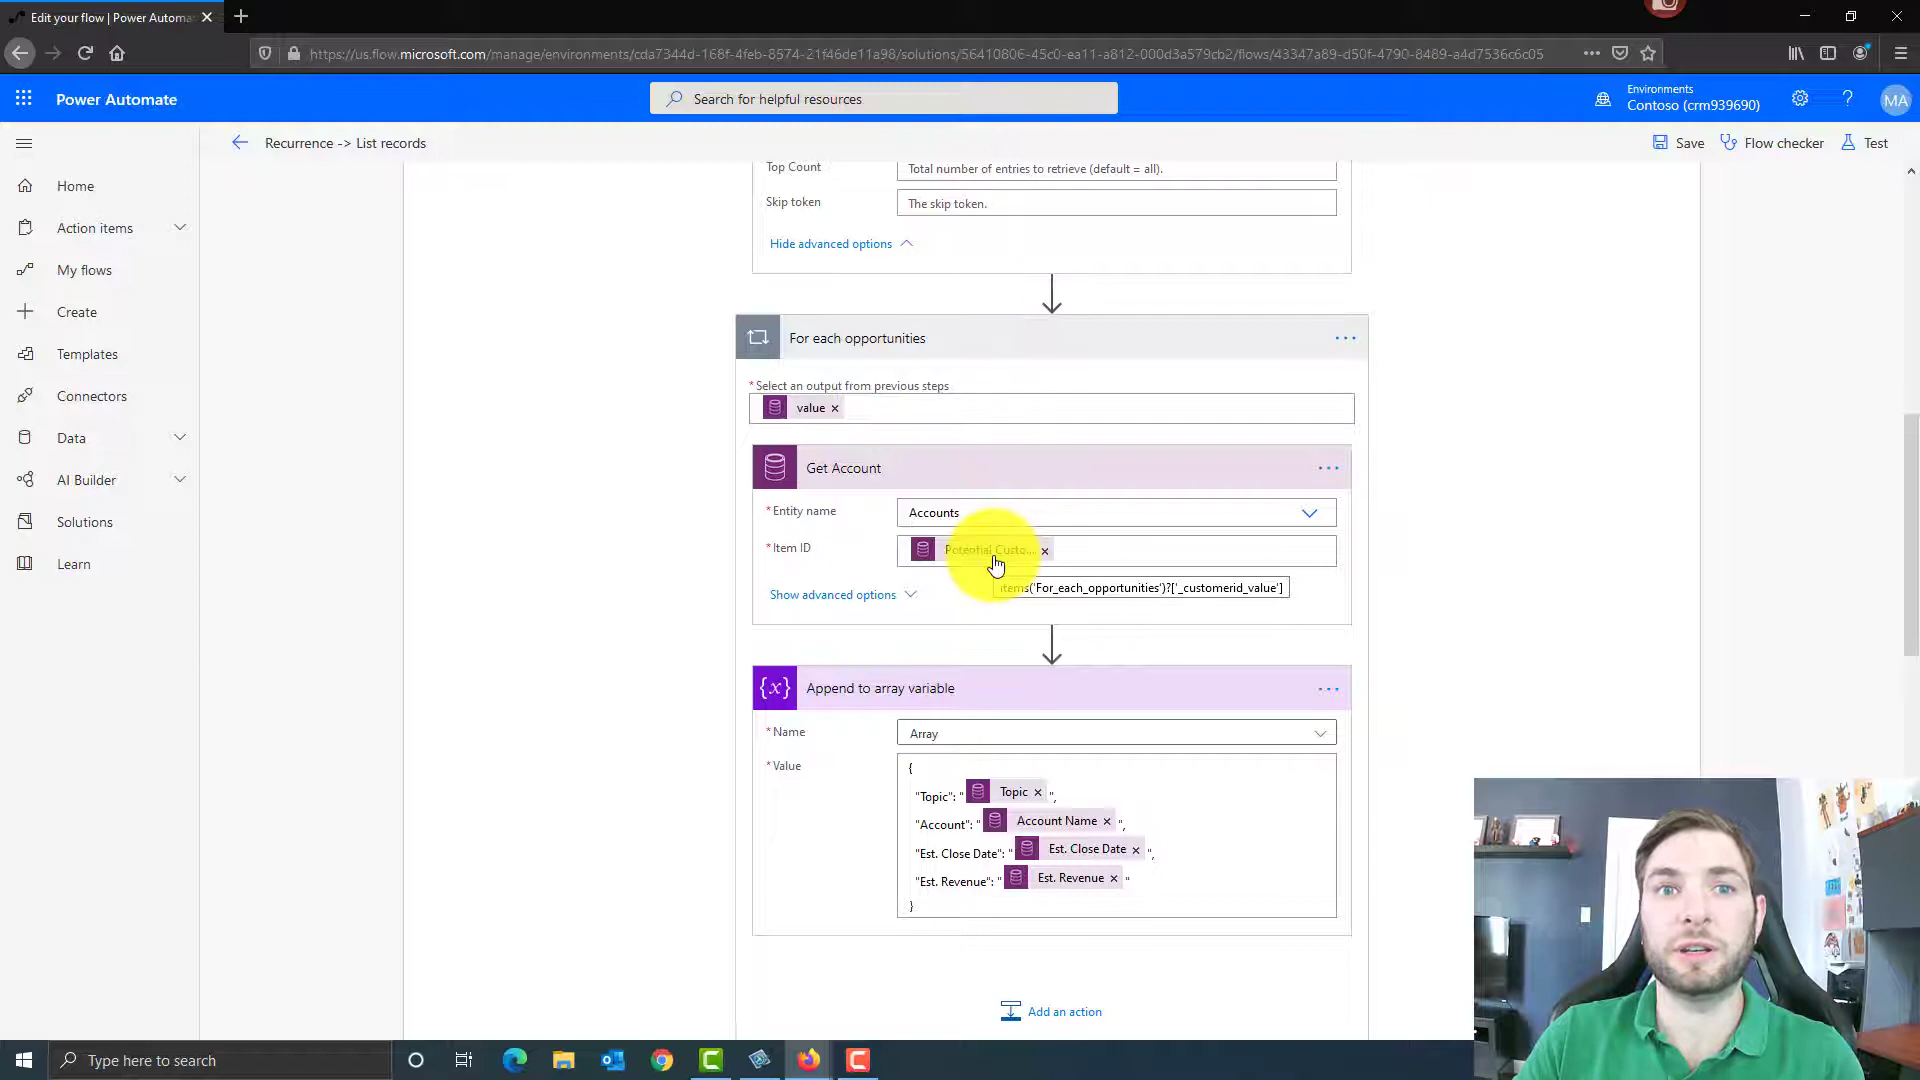 Edit your flow | Power Automa
https://us.flow.microsoft.com/manage/environments/cda7344d-168f-4feb-8574-21f46de11a98/solutions/56410806-45c0-ea11-a812-000d3a579cb2/flows/43347a89-d50f-4790-8489-a4d7536c6c05
Power Automate
Search for helpful resources
Environments
Contoso (crm939690)
?
MA
Recurrence -> List records
Save
Flow checker
Test
Home
Action items
My flows
Create
Templates
Connectors
Data
AI Builder
Solutions
Learn
Top Count
Total number of entries to retrieve (default = all).
Skip token
The skip token.
Hide advanced options
For each opportunities
* Select an output from previous steps
value
Get Account
* Entity name
Accounts
* Item ID
Potential Custo...
items('For_each_opportunities')?['_customerid_value']
Show advanced options
{x}
Append to array variable
* Name
Array
* Value
{
"Topic": " Topic ",
"Account": " Account Name ",
"Est. Close Date": " Est. Close Date ",
"Est. Revenue": " Est. Revenue "
}
Add an action
Type here to search